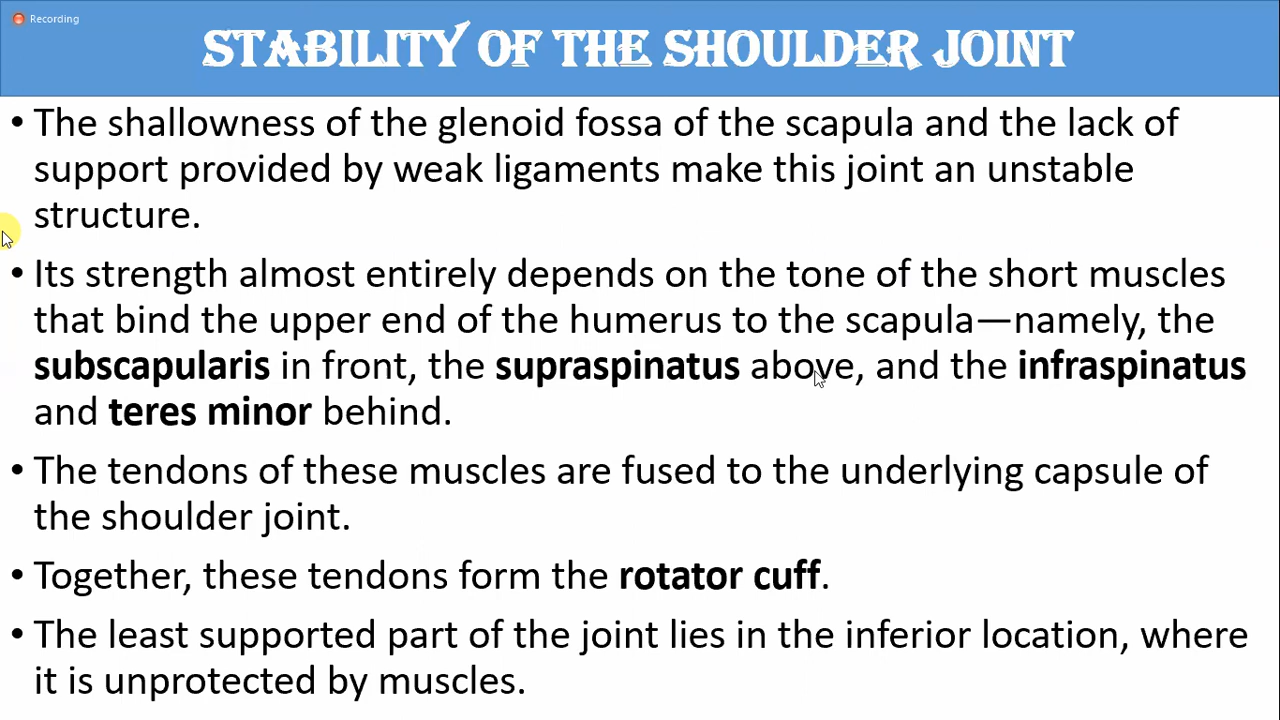 Recording
STABILITY OF THE SHOULDER JOINT
• The shallowness of the glenoid fossa of the scapula and the lack of
support provided by weak ligaments make this joint an unstable
structure.
• Its strength almost entirely depends on the tone of the short muscles
that bind the upper end of the humerus to the scapula—namely, the
subscapularis in front, the supraspinatus above, and the infraspinatus
and teres minor behind.
• The tendons of these muscles are fused to the underlying capsule of
the shoulder joint.
• Together, these tendons form the rotator cuff.
• The least supported part of the joint lies in the inferior location, where
it is unprotected by muscles.